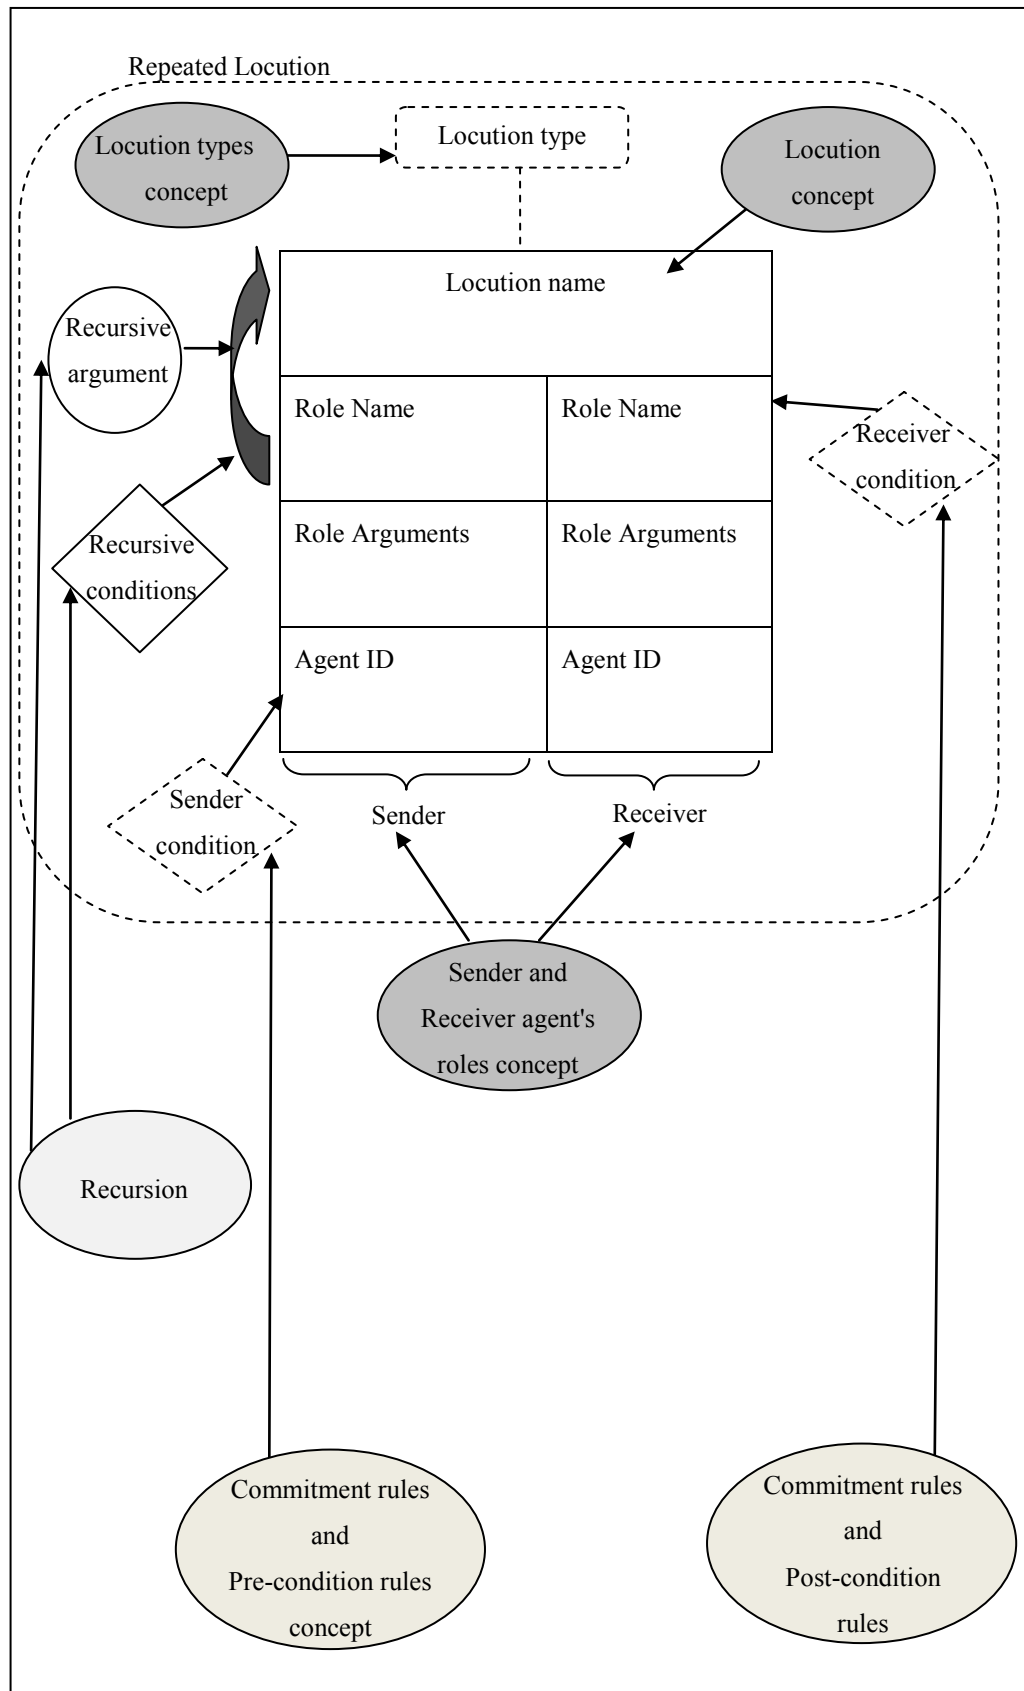 Repeated Locution
Locution types
concept
Locution type
Locution
concept
Locution name
Recursive
argument
Role Name
Role Name
Receiver
condition
Role Arguments
Role Arguments
Recursive
conditions
Agent ID
Agent ID
Sender
condition
Sender
Receiver
Sender and
Receiver agent's
roles concept
Recursion
Commitment rules
and
Pre-condition rules
concept
Commitment rules
and
Post-condition
rules